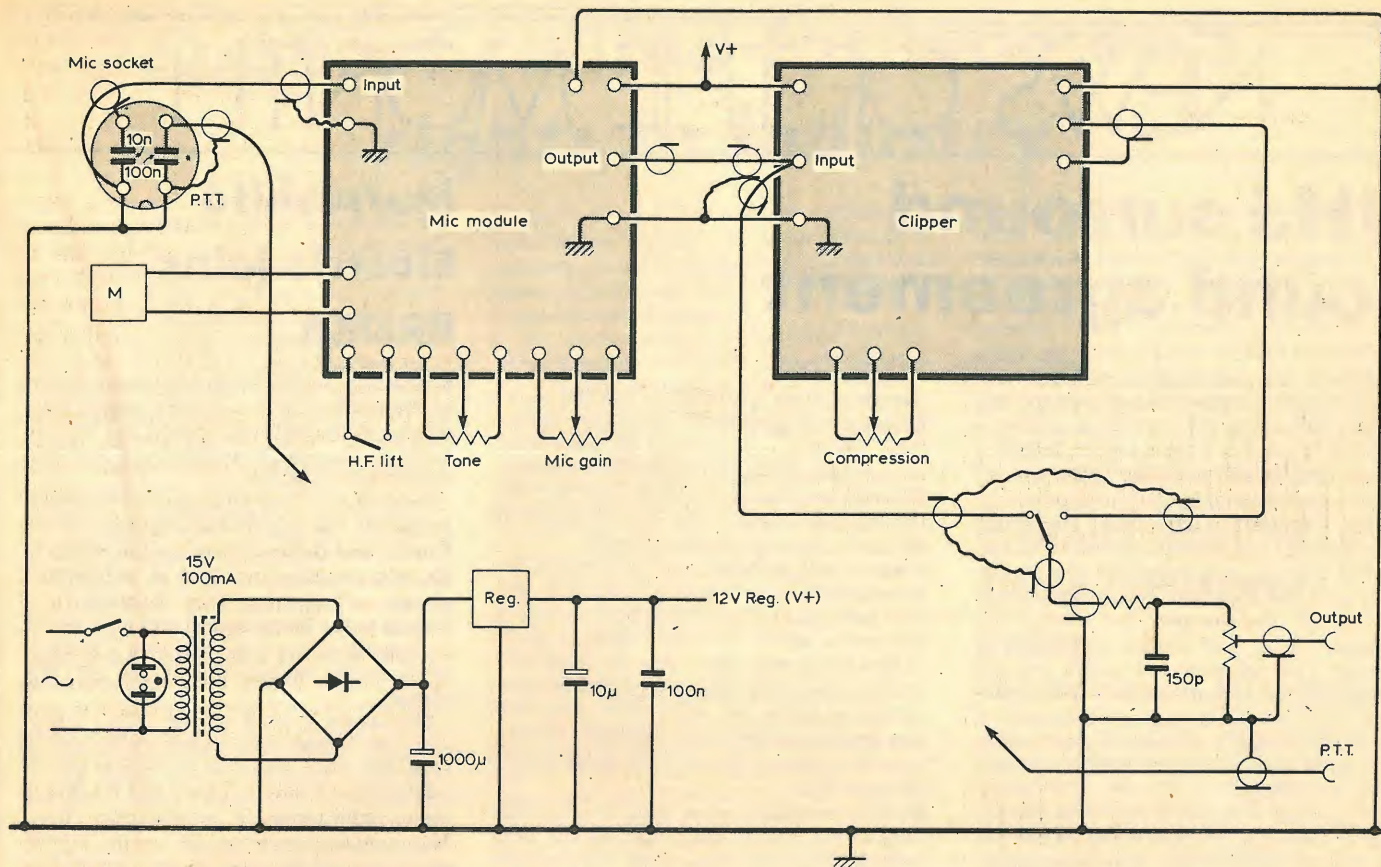 Mic socket
Input
10n
100n
P.T.T.
M
Mic module
Output
H.F. lift
Tone
Mic gain
V+
Input
Clipper
Compression
15V
100mA
Reg.
12V Reg. (V+)
10µ
100n
1000µ
150p
Output
P.T.T.